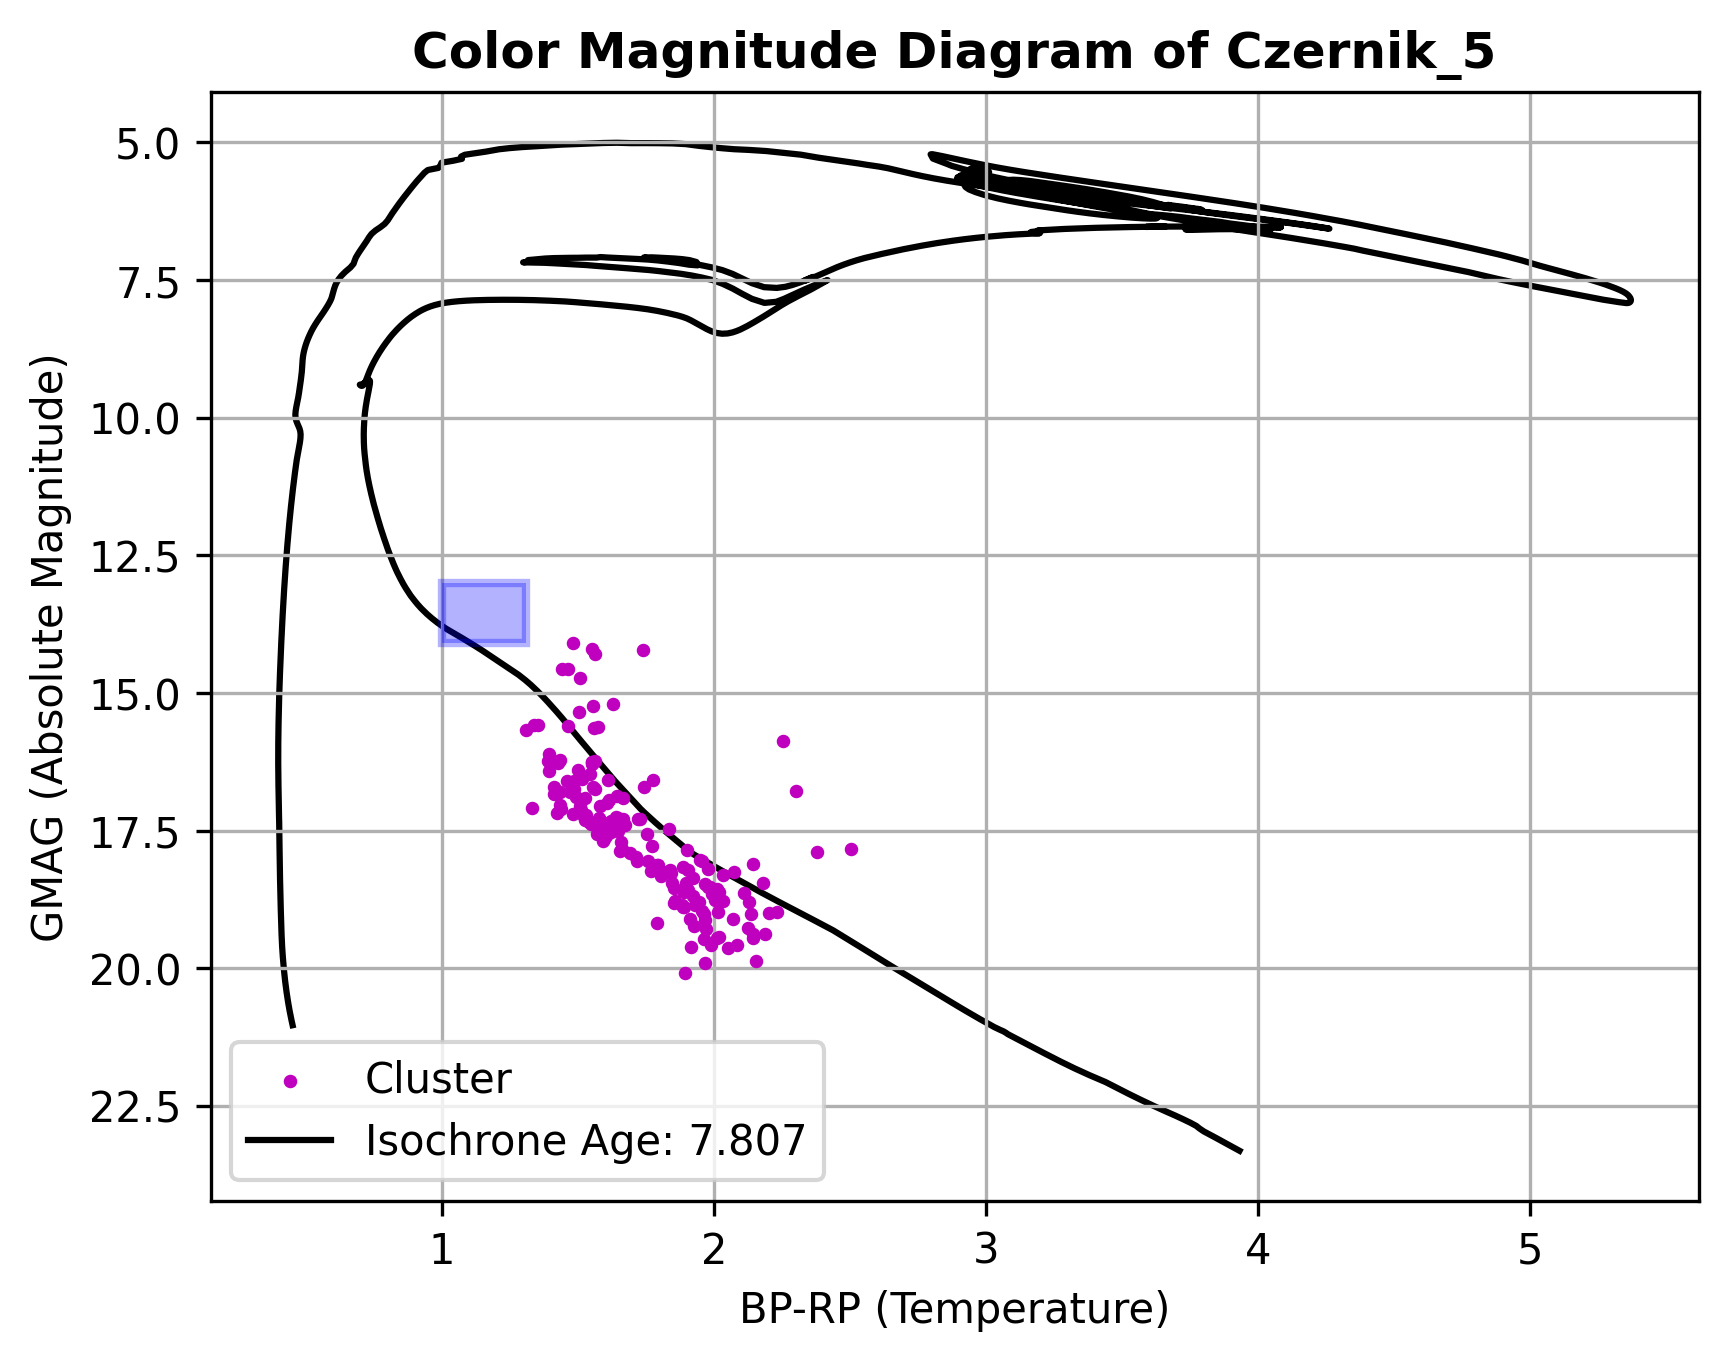 Color Magnitude Diagram of Czernik_5
GMAG (Absolute Magnitude)
5.0
7.5
10.0
12.5
15.0
17.5
20.0
22.5
Cluster
Isochrone Age: 7.807
1 2 3 4 5
BP-RP (Temperature)